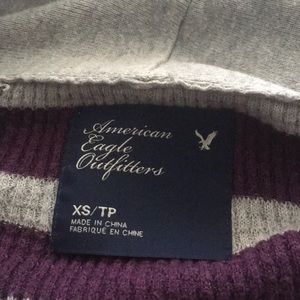 American
Eagle
Outfitters
XS/TP
MADE IN CHINA
FABRIQUÉ EN CHINE